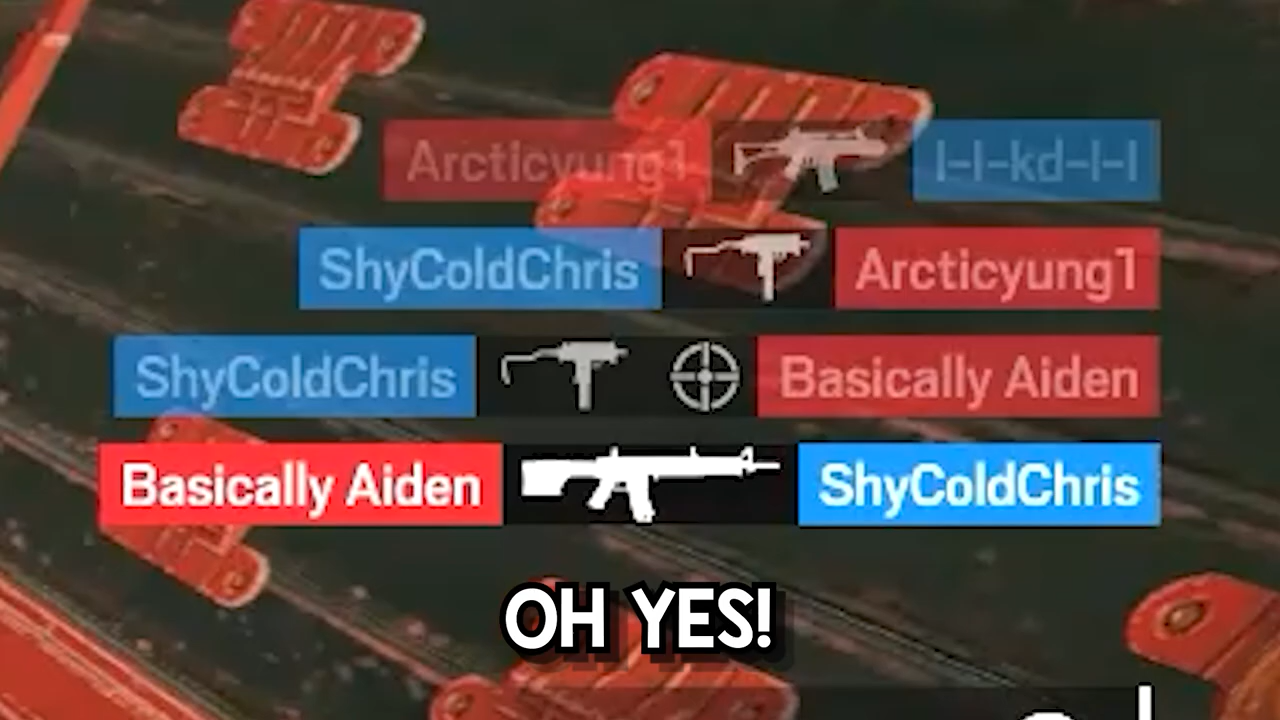 Arcticyung1 l-l-kd-l-l
ShyColdChris Arcticyung1
ShyColdChris Basically Aiden
Basically Aiden ShyColdChris
OH YES!